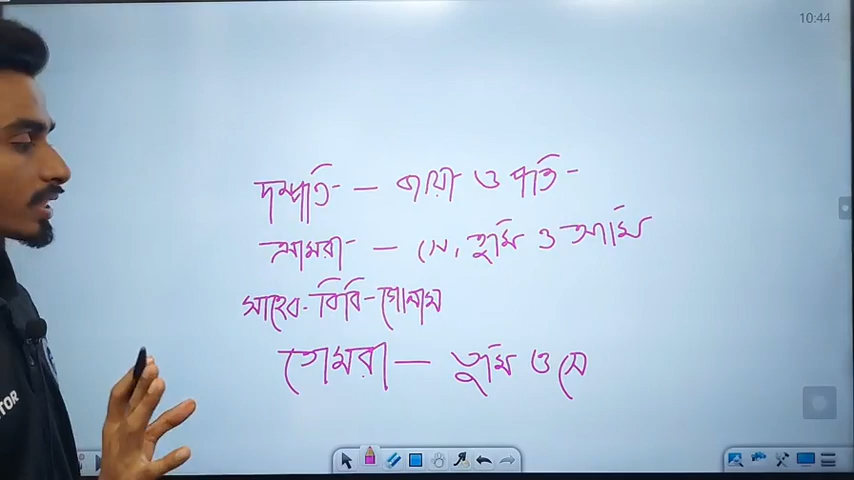 10:44
দম্পতি - জায়া ও পতি
আমরা - সে, তুমি ও আমি
সাহেব-বিবি-গোলাম
তোমরা - তুমি ও সে